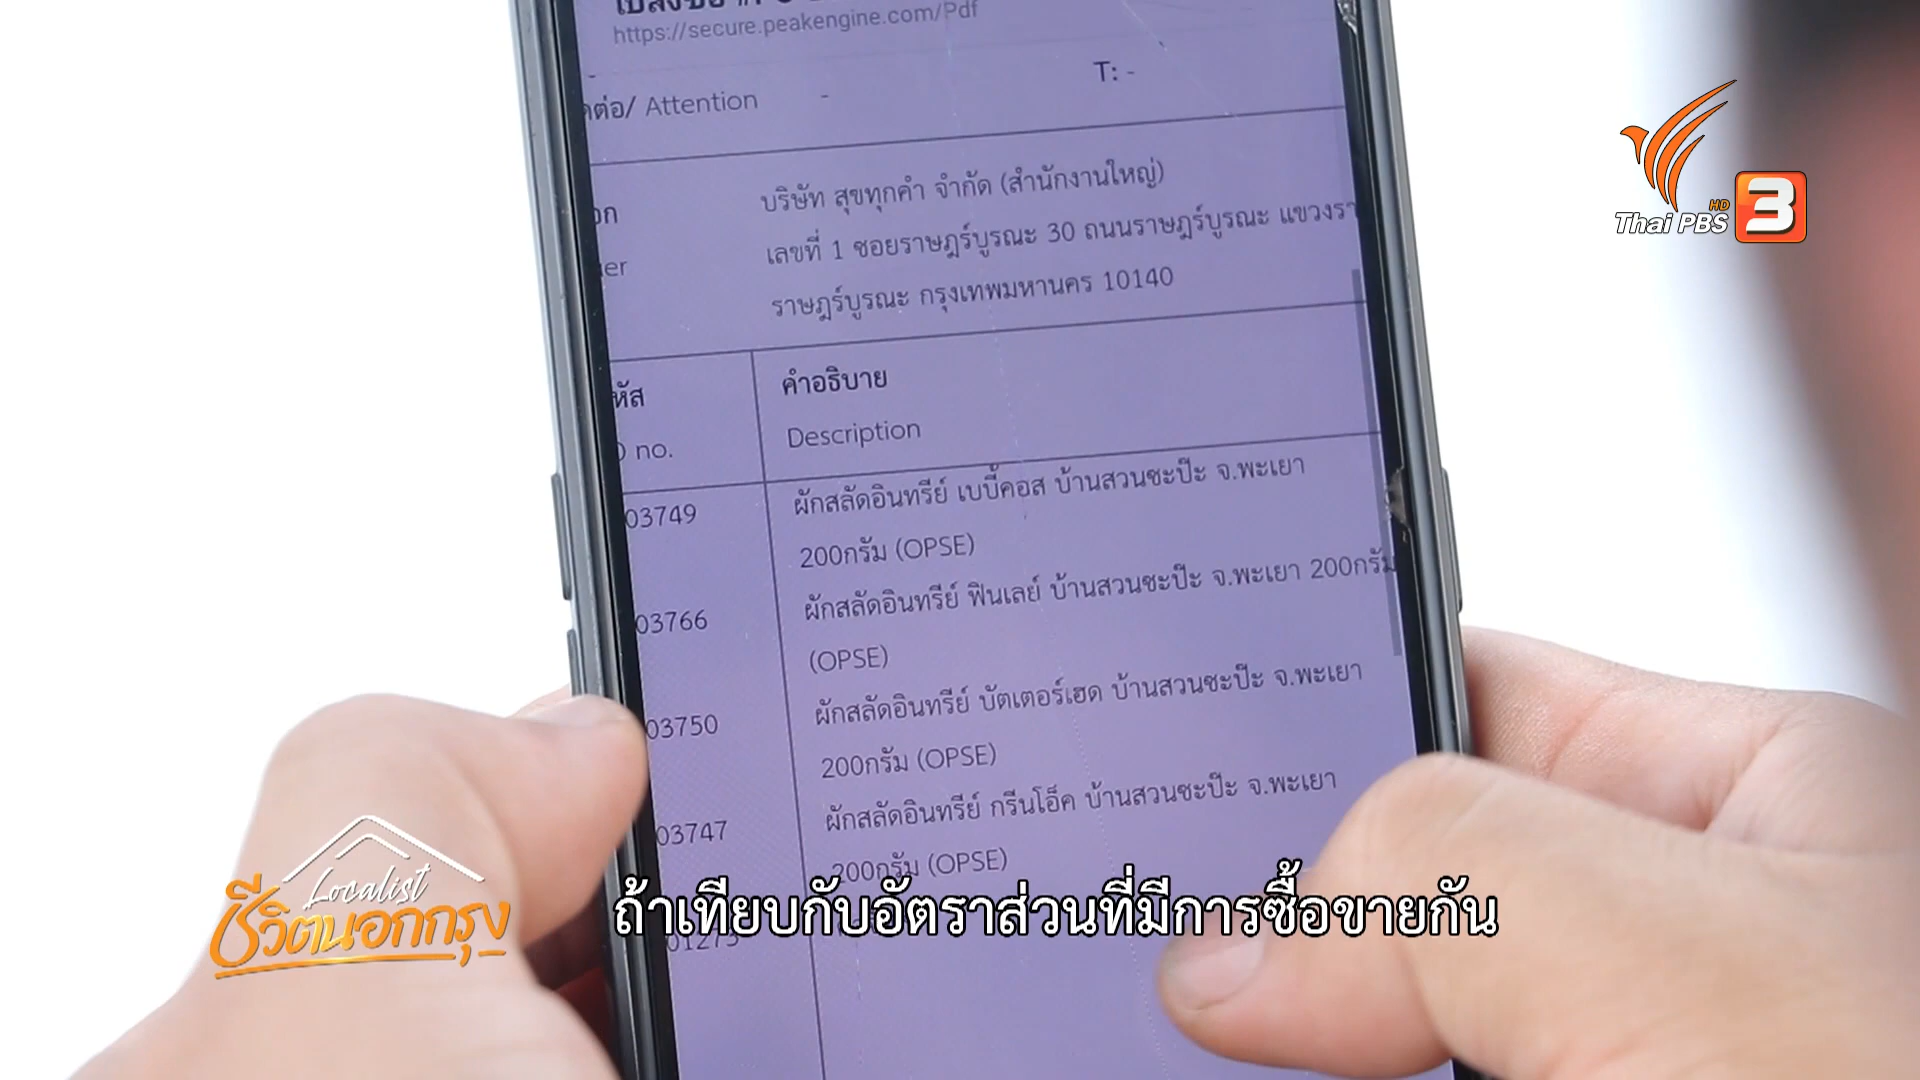 https://secure.peakengine.com/Pdf
T: -
Attention -
บริษัท สุขทุกคำ จำกัด (สำนักงานใหญ่)
เลขที่ 1 ซอยราษฎร์บูรณะ 30 ถนนราษฎร์บูรณะ แขวงรา
ราษฎร์บูรณะ กรุงเทพมหานคร 10140
คำอธิบาย
no. Description
03749 ผักสลัดอินทรีย์ เบบี้คอส บ้านสวนชะป๊ะ จ.พะเยา
200กรัม (OPSE)
03766 ผักสลัดอินทรีย์ ฟินเลย์ บ้านสวนชะป๊ะ จ.พะเยา 200กรัม
(OPSE)
03750 ผักสลัดอินทรีย์ บัตเตอร์เฮด บ้านสวนชะป๊ะ จ.พะเยา
200กรัม (OPSE)
03747 ผักสลัดอินทรีย์ กรีนโอ็ค บ้านสวนชะป๊ะ จ.พะเยา
200กรัม (OPSE)
01273
Thai PBS HD 3
Localist
ชีวิตนอกกรุง
ถ้าเทียบกับอัตราส่วนที่มีการซื้อขายกัน